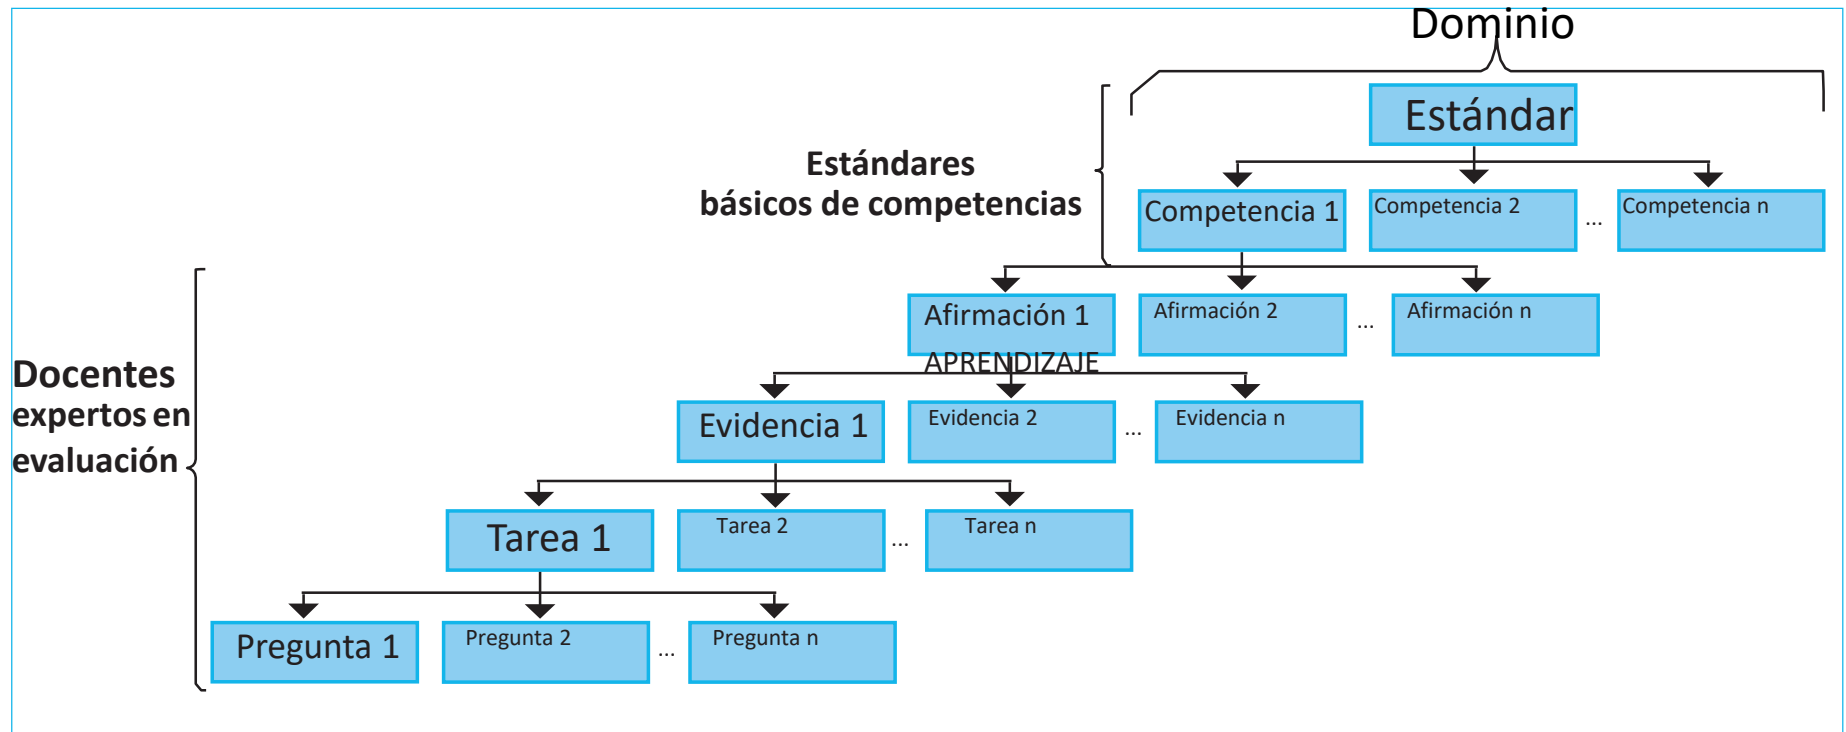 Dominio
Estándar
Estándares
básicos de competencias
Competencia 1
Competencia 2
...
Competencia n
Afirmación 1
APRENDIZAJE
Afirmación 2
...
Afirmación n
Docentes
expertos en
evaluación
Evidencia 1
Evidencia 2
...
Evidencia n
Tarea 1
Tarea 2
...
Tarea n
Pregunta 1
Pregunta 2
...
Pregunta n